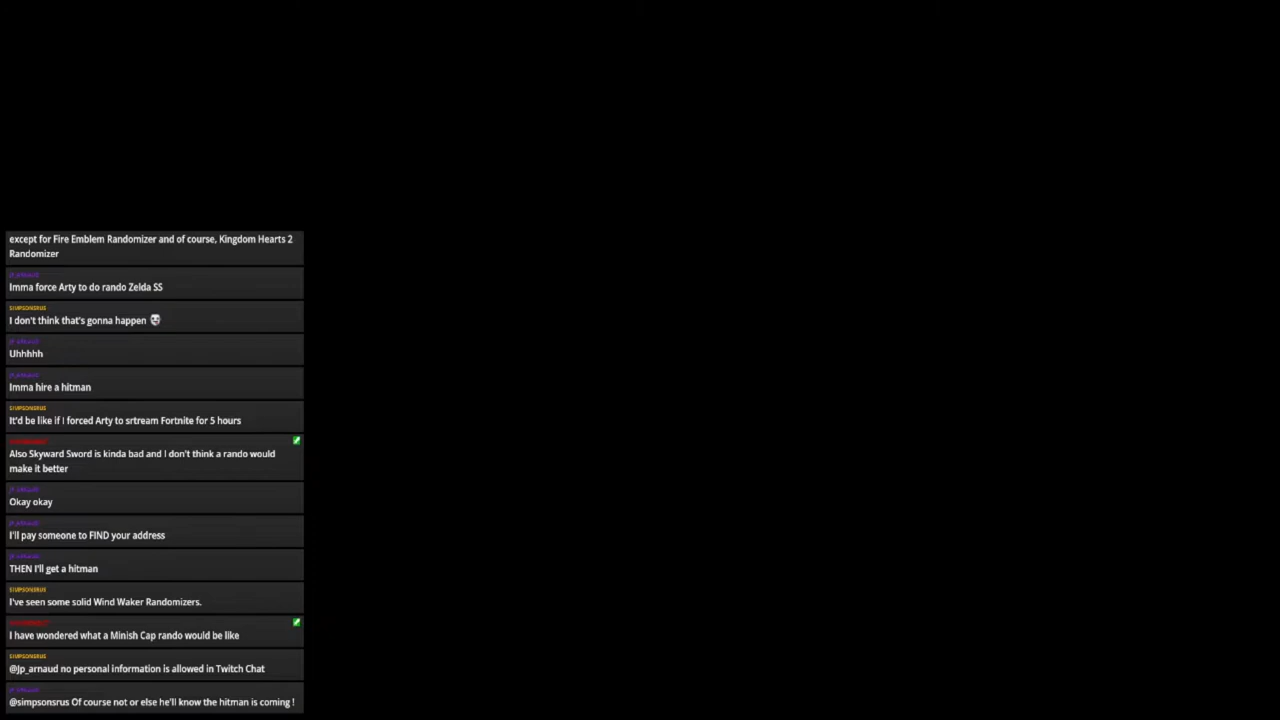 except for Fire Emblem Randomizer and of course, Kingdom Hearts 2
Randomizer
Imma force Arty to do rando Zelda SS
SIMPSONSRUS
I don't think that's gonna happen
Uhhhhh
Imma hire a hitman
SIMPSONSRUS
It'd be like if I forced Arty to srtream Fortnite for 5 hours
Also Skyward Sword is kinda bad and I don't think a rando would
make it better
Okay okay
I'll pay someone to FIND your address
THEN I'll get a hitman
SIMPSONSRUS
I've seen some solid Wind Waker Randomizers.
I have wondered what a Minish Cap rando would be like
SIMPSONSRUS
@Jp_arnaud no personal information is allowed in Twitch Chat
@simpsonsrus Of course not or else he'll know the hitman is coming !